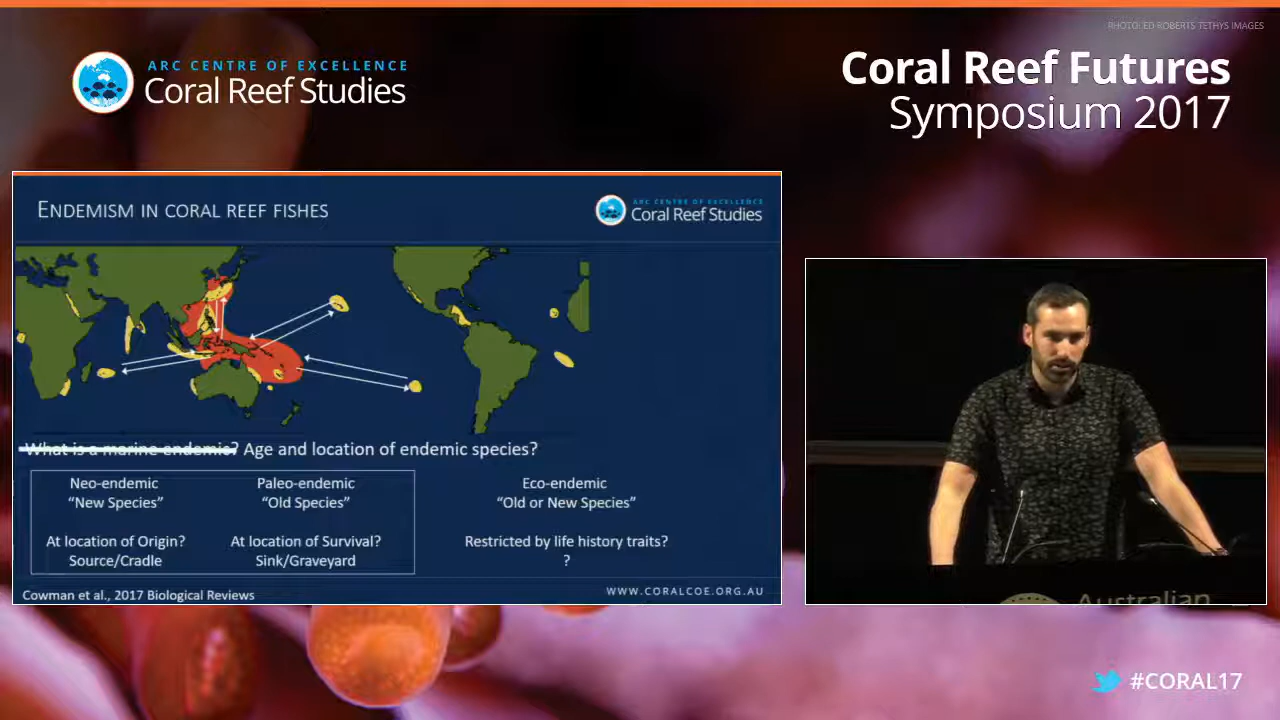 PHOTO: ED ROBERTS TETHYS IMAGES
ARC CENTRE OF EXCELLENCE
Coral Reef Studies
Coral Reef Futures
Symposium 2017
ENDEMISM IN CORAL REEF FISHES
ARC CENTRE OF EXCELLENCE
Coral Reef Studies
What is a marine endemic? Age and location of endemic species?
Neo-endemic
"New Species"
At location of Origin?
Source/Cradle
Paleo-endemic
"Old Species"
At location of Survival?
Sink/Graveyard
Eco-endemic
"Old or New Species"
Restricted by life history traits?
?
Cowman et al., 2017 Biological Reviews
WWW.CORALCOE.ORG.AU
Australian
#CORAL17